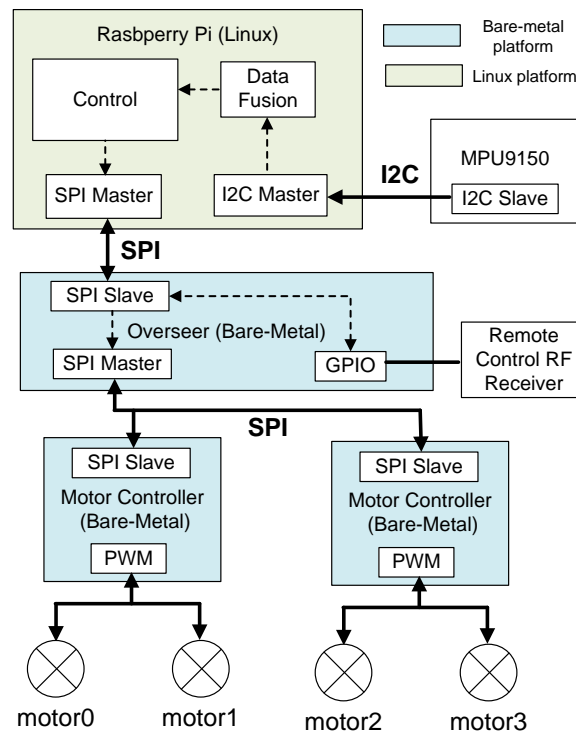 Rasbperry Pi (Linux)
Control
Data
Fusion
SPI Master
I2C Master
Bare-metal
platform
Linux platform
MPU9150
I2C Slave
I2C
SPI
SPI Slave
Overseer (Bare-Metal)
SPI Master
GPIO
Remote
Control RF
Receiver
SPI
SPI Slave
Motor Controller
(Bare-Metal)
PWM
SPI Slave
Motor Controller
(Bare-Metal)
PWM
motor0
motor1
motor2
motor3